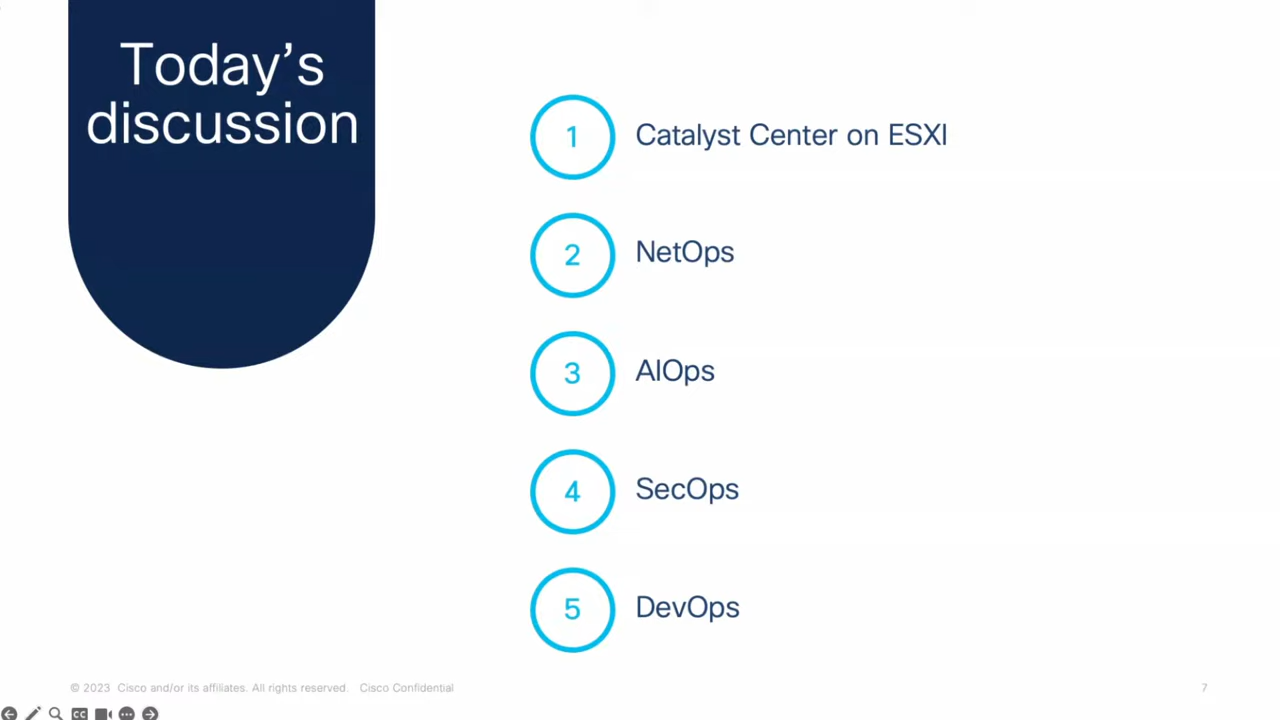 Today’s
discussion
1 Catalyst Center on ESXI
2 NetOps
3 AIOps
4 SecOps
5 DevOps
© 2023 Cisco and/or its affiliates. All rights reserved. Cisco Confidential
7
CC